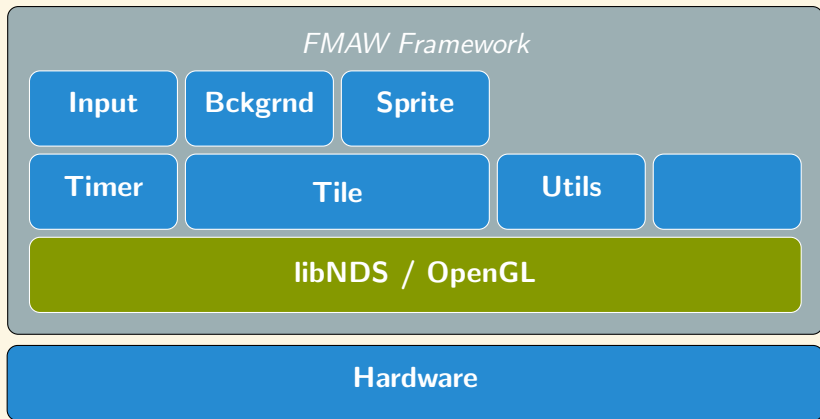 FMAW Framework
Input Bckgrnd Sprite
Timer Tile Utils
libNDS / OpenGL
Hardware